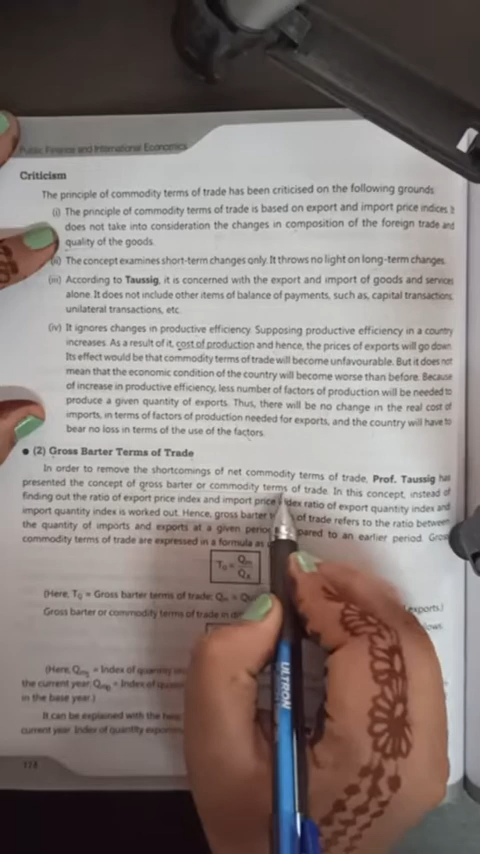 Public Finance and International Economics
Criticism
The principle of commodity terms of trade has been criticised on the following grounds
(i) The principle of commodity terms of trade is based on export and import price indices. It
does not take into consideration the changes in composition of the foreign trade and
quality of the goods.
(ii) The concept examines short-term changes only. It throws no light on long-term changes.
(iii) According to Taussig, it is concerned with the export and import of goods and services
alone. It does not include other items of balance of payments, such as, capital transactions,
unilateral transactions, etc.
(iv) It ignores changes in productive efficiency. Supposing productive efficiency in a country
increases. As a result of it, cost of production and hence, the prices of exports will go down.
Its effect would be that commodity terms of trade will become unfavourable. But it does not
mean that the economic condition of the country will become worse than before. Because
of increase in productive efficiency, less number of factors of production will be needed to
produce a given quantity of exports. Thus, there will be no change in the real cost of
imports, in terms of factors of production needed for exports, and the country will have to
bear no loss in terms of the use of the factors.
• (2) Gross Barter Terms of Trade
In order to remove the shortcomings of net commodity terms of trade, Prof. Taussig has
presented the concept of gross barter or commodity terms of trade. In this concept, instead of
finding out the ratio of export price index and import price index ratio of export quantity index and
import quantity index is worked out. Hence, gross barter of trade refers to the ratio between
the quantity of imports and exports at a given pared to an earlier period. Gross
commodity terms of trade are expressed in a formula as
(Here, TG = Gross barter terms of trade; Qm = exports.)
Gross barter or commodity terms of trade in
(Here, = Index of quantity
the current year; = Index of
in the base year.)
It can be explained with the
current year. Index of quantity